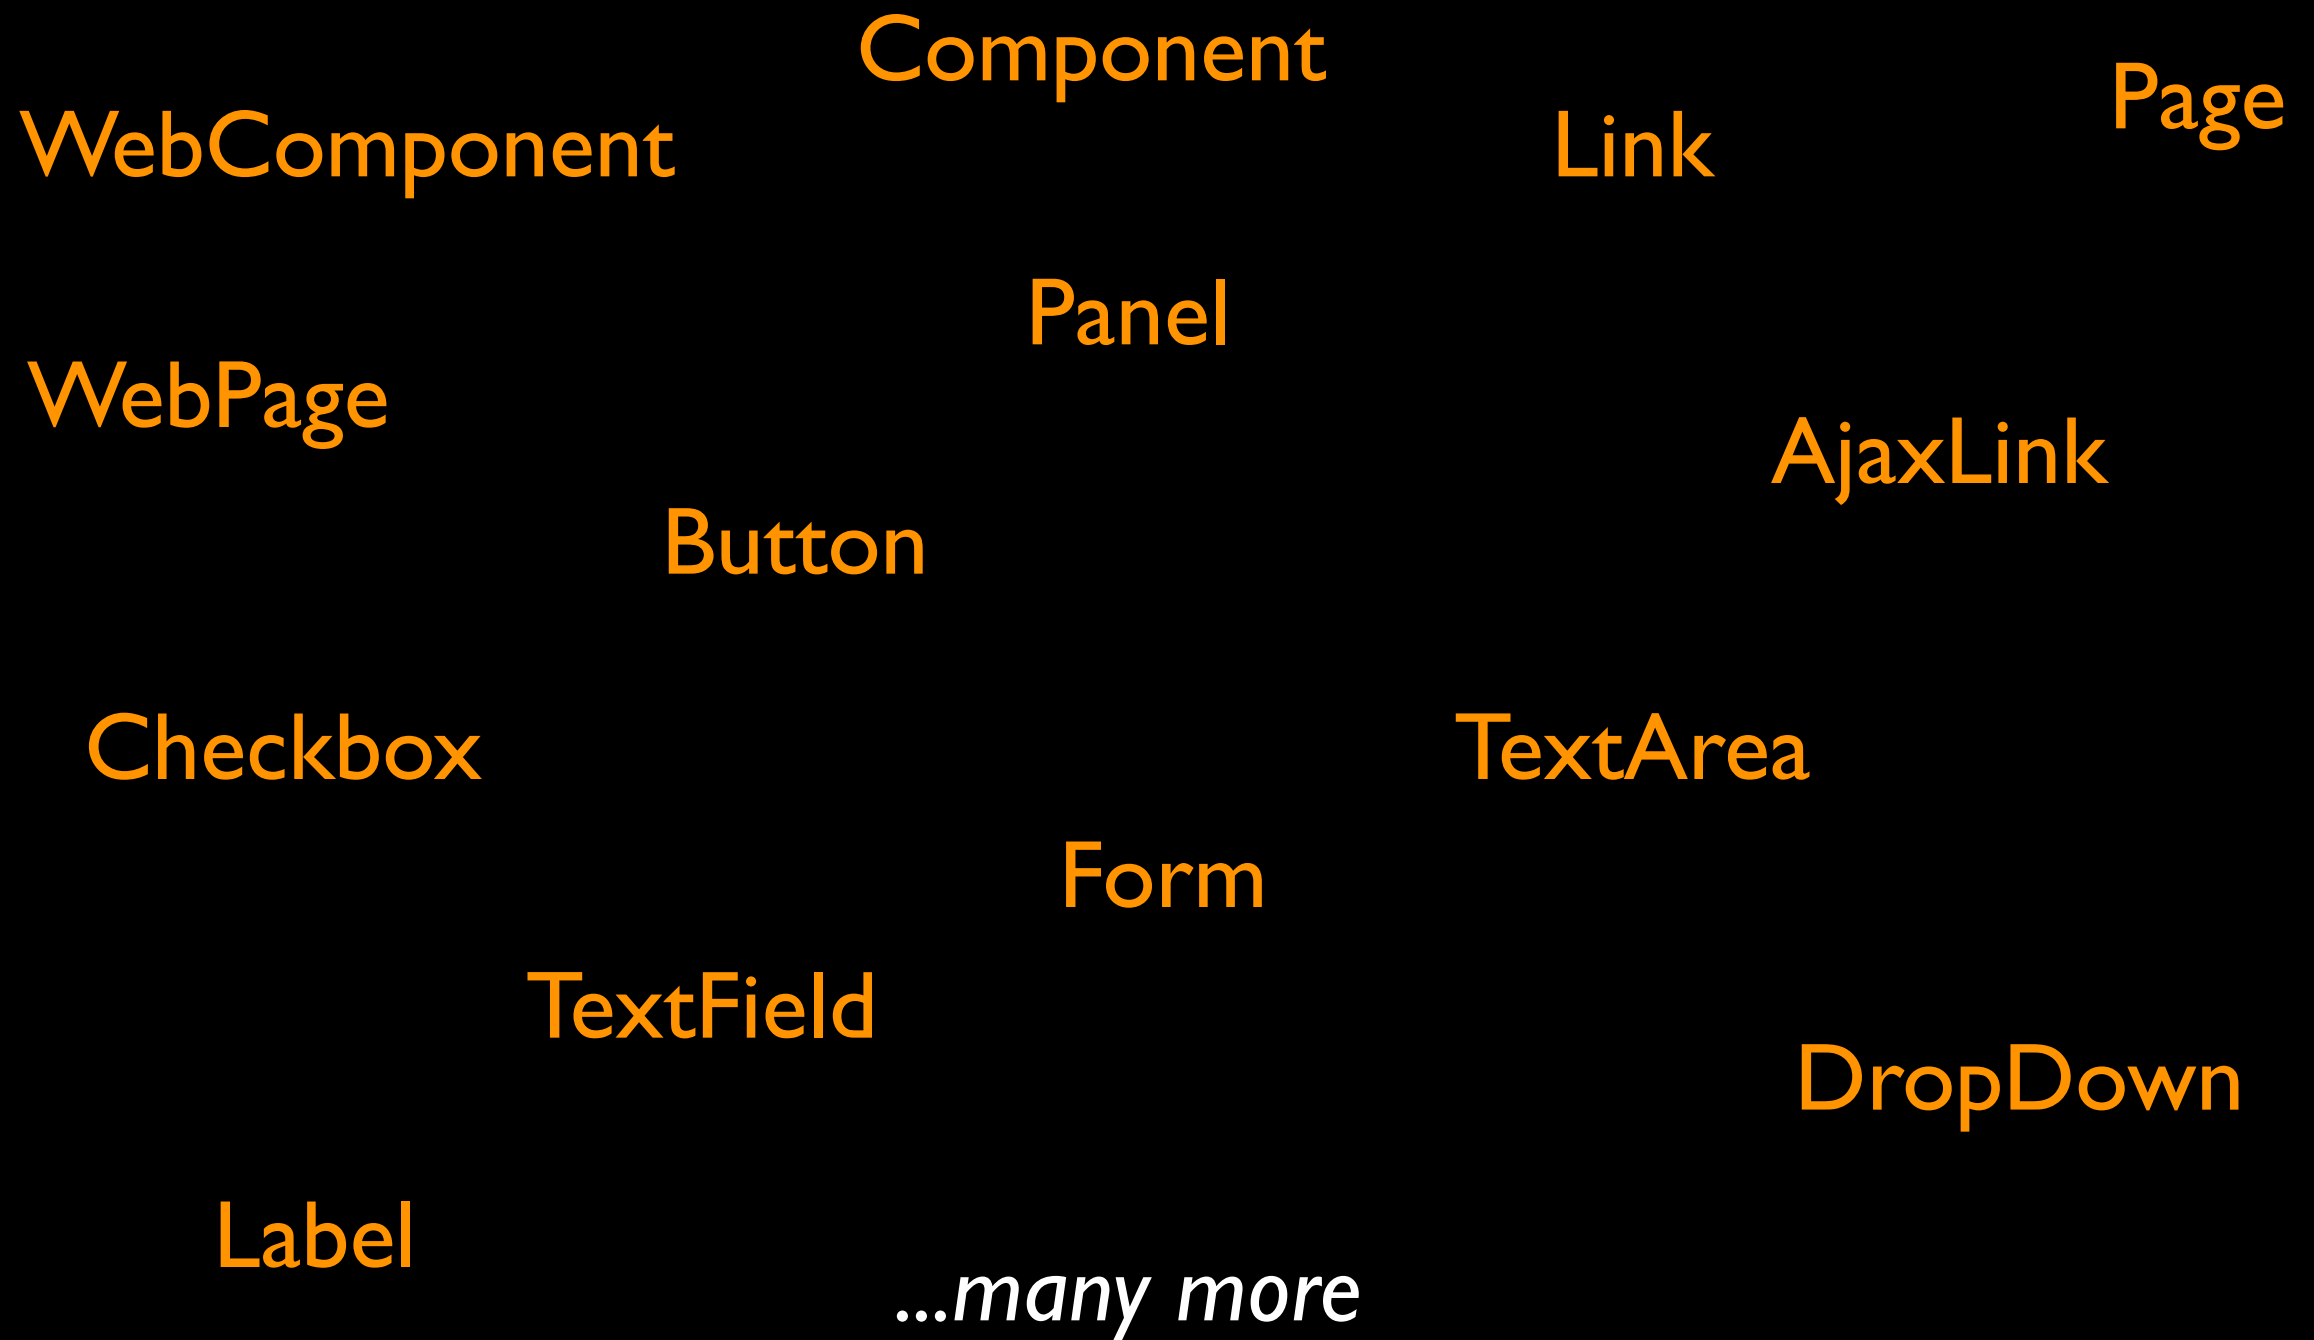 Component
Page
WebComponent
Link
Panel
WebPage
AjaxLink
Button
Checkbox
TextArea
Form
TextField
DropDown
Label
...many more